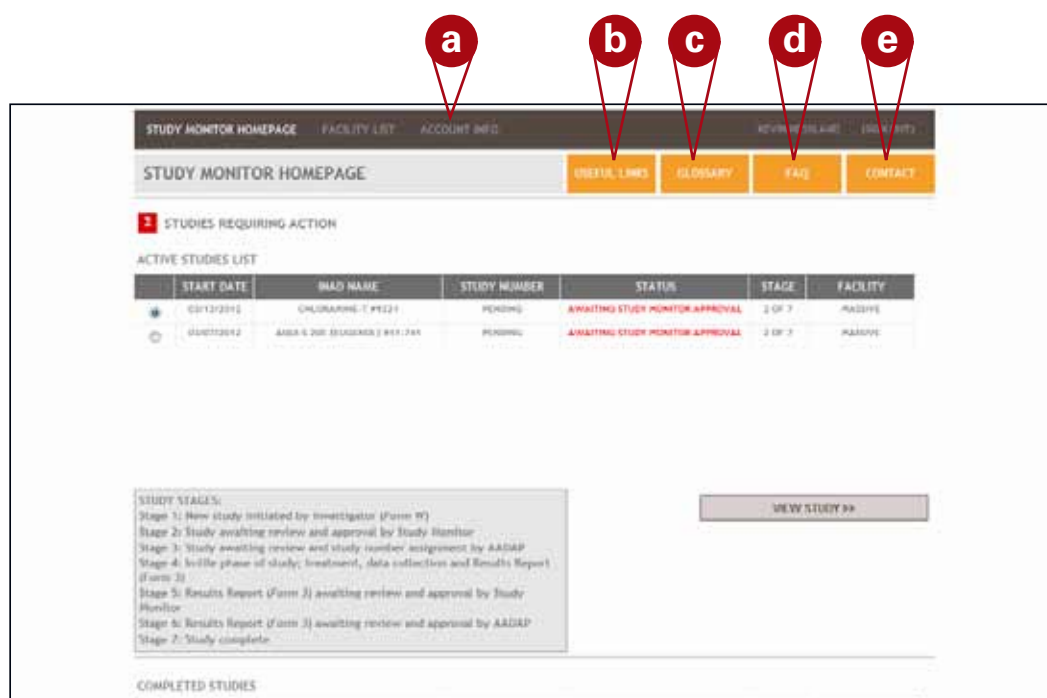 a b c d e
STUDY MONITOR HOMEPAGE FACILITY LIST ACCOUNT INFO
STUDY MONITOR HOMEPAGE USEFUL LINKS GLOSSARY FAQ CONTACT
2 STUDIES REQUIRING ACTION
ACTIVE STUDIES LIST
START DATE INAD NAME STUDY NUMBER STATUS STAGE FACILITY
CHLORAMINE-T #9321 PENDING AWAITING STUDY MONITOR APPROVAL 2 OF 7
PENDING AWAITING STUDY MONITOR APPROVAL 2 OF 7
STUDY STAGES:
Stage 1: New study initiated by Investigator (Form W)
Stage 2: Study awaiting review and approval by Study Monitor
Stage 3: Study awaiting review and study number assignment by AADAP
Stage 4: phase of study; treatment, data collection and Results Report
(Form 3)
Stage 5: Results Report (Form 3) awaiting review and approval by Study
Monitor
Stage 6: Results Report (Form 3) awaiting review and approval by AADAP
Stage 7: Study complete
VIEW STUDY >>
COMPLETED STUDIES